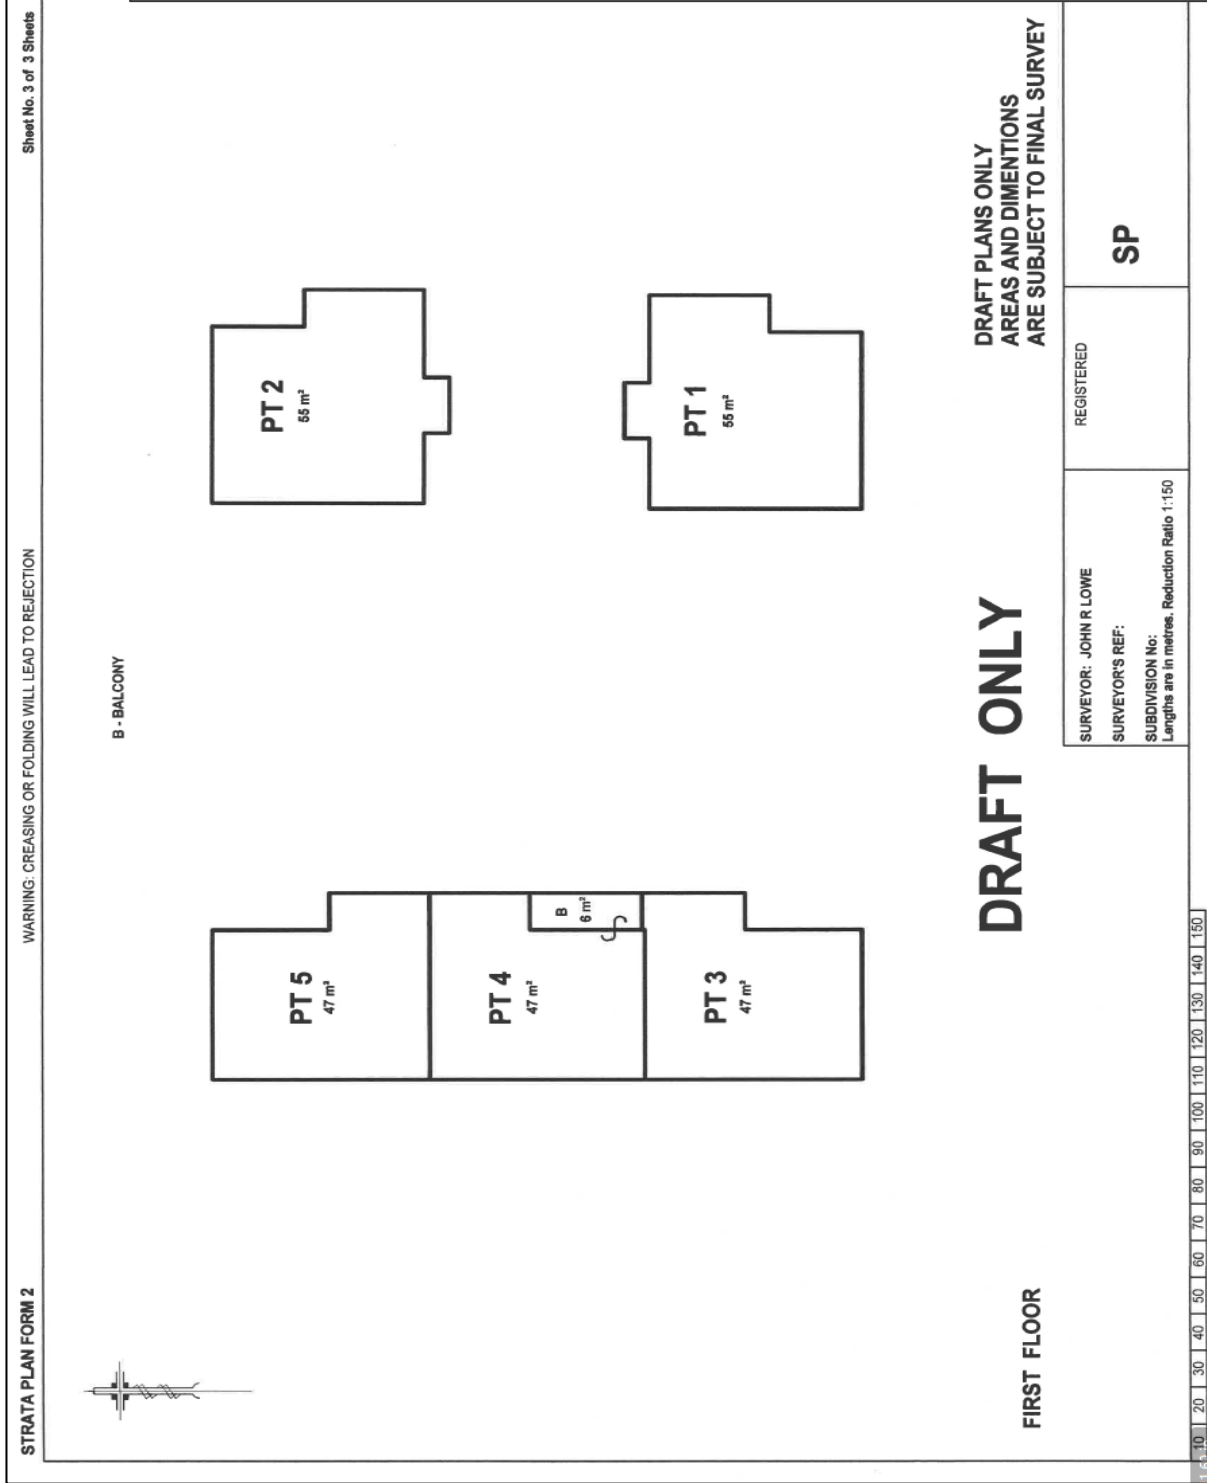 STRATA PLAN FORM 2
WARNING: CREASING OR FOLDING WILL LEAD TO REJECTION
Sheet No. 3 of 3 Sheets
B - BALCONY
PT 5
47 m²
PT 4
47 m²
B
6 m²
PT 3
47 m²
PT 2
55 m²
PT 1
55 m²
DRAFT PLANS ONLY
AREAS AND DIMENTIONS
ARE SUBJECT TO FINAL SURVEY
DRAFT ONLY
FIRST FLOOR
SURVEYOR: JOHN R LOWE
SURVEYOR'S REF:
SUBDIVISION No:
Lengths are in metres. Reduction Ratio 1:150
REGISTERED
SP
10 20 30 40 50 60 70 80 90 100 110 120 130 140 150